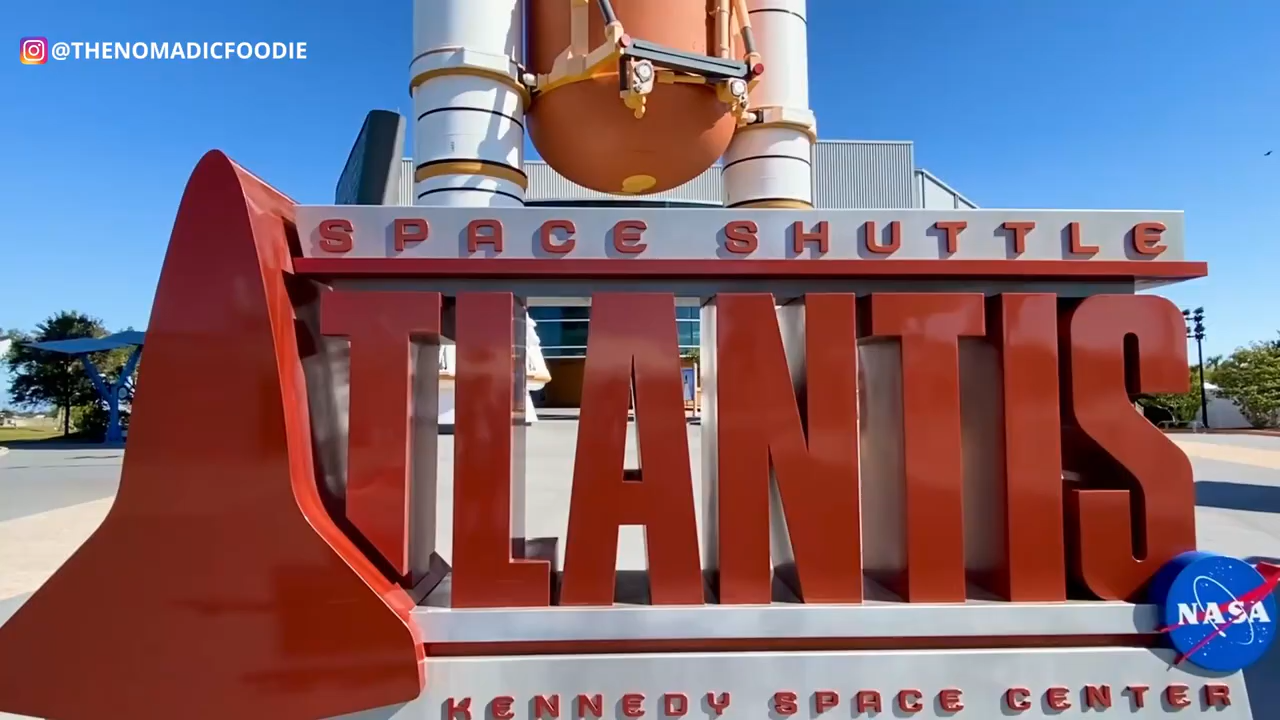 @THENOMADICFOODIE
SPACE SHUTTLE
TLANTIS
NASA
KENNEDY SPACE CENTER